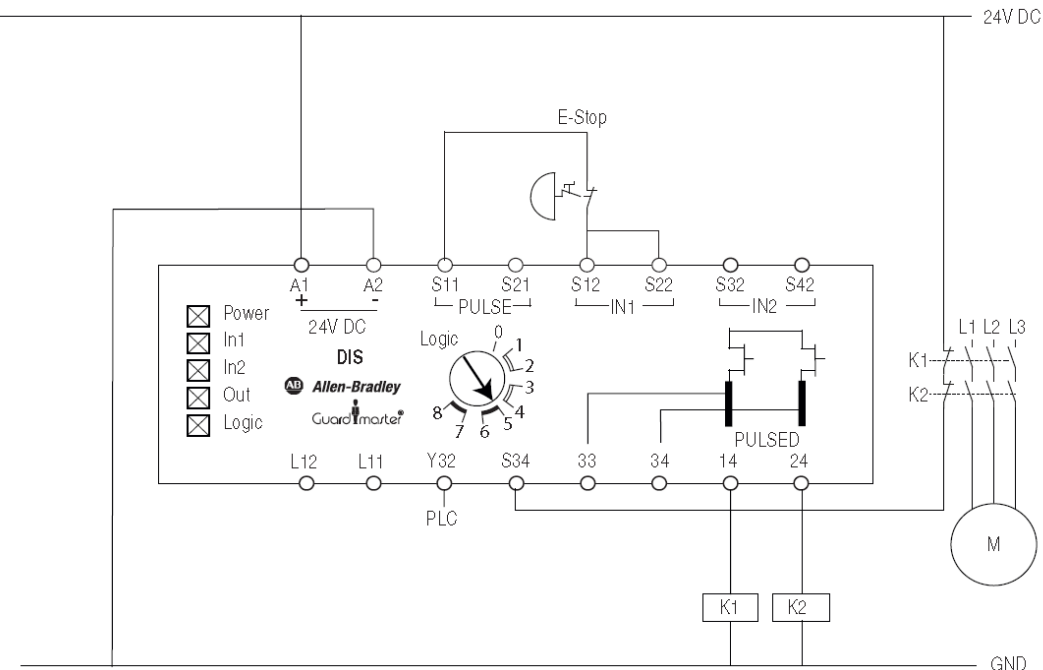 24V DC
E-Stop
A1 A2 S11 S21 S12 S22 S32 S42
+ - PULSE IN1 IN2
24V DC
Power
In1
In2
Out
Logic
DIS
AB Allen-Bradley
Guardmaster®
Logic
0
1
2
3
4
5
6
7
8
L1 L2 L3
K1
K2
PULSED
L12 L11 Y32 S34 33 34 14 24
PLC
M
K1 K2
GND